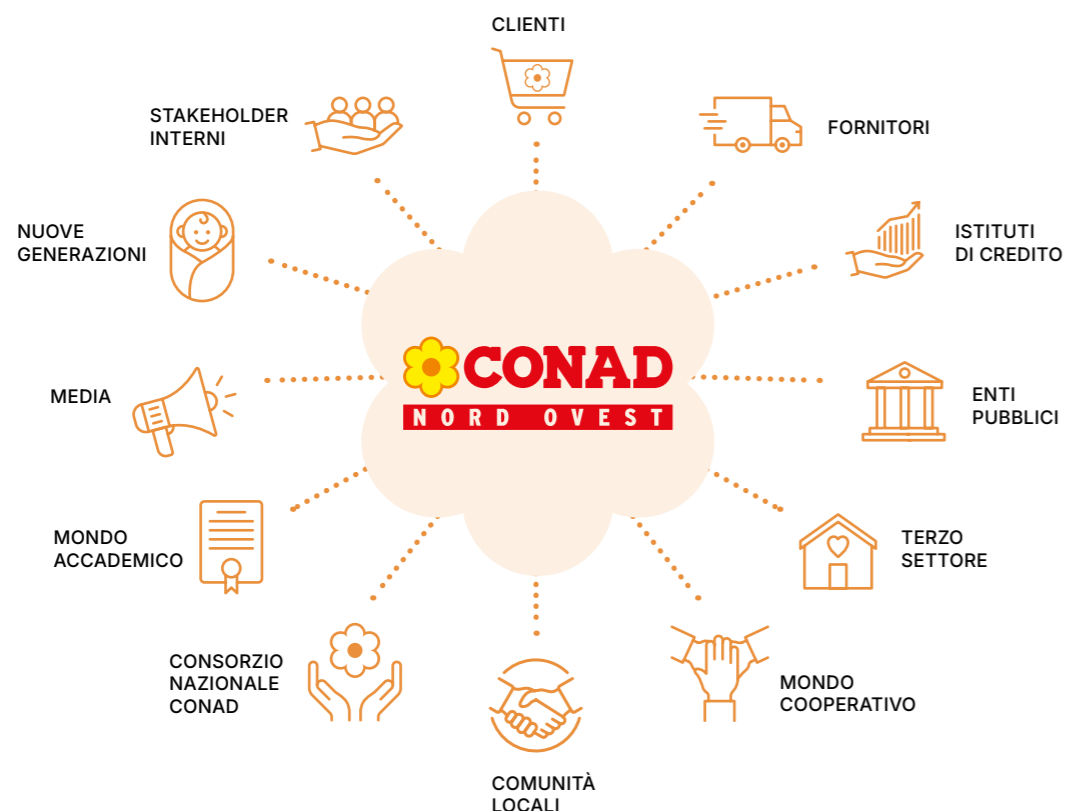 CLIENTI
STAKEHOLDER
INTERNI
FORNITORI
NUOVE
GENERAZIONI
ISTITUTI
DI CREDITO
CONAD
NORD OVEST
MEDIA
ENTI
PUBBLICI
MONDO
ACCADEMICO
TERZO
SETTORE
CONSORZIO
NAZIONALE
CONAD
MONDO
COOPERATIVO
COMUNITÀ
LOCALI